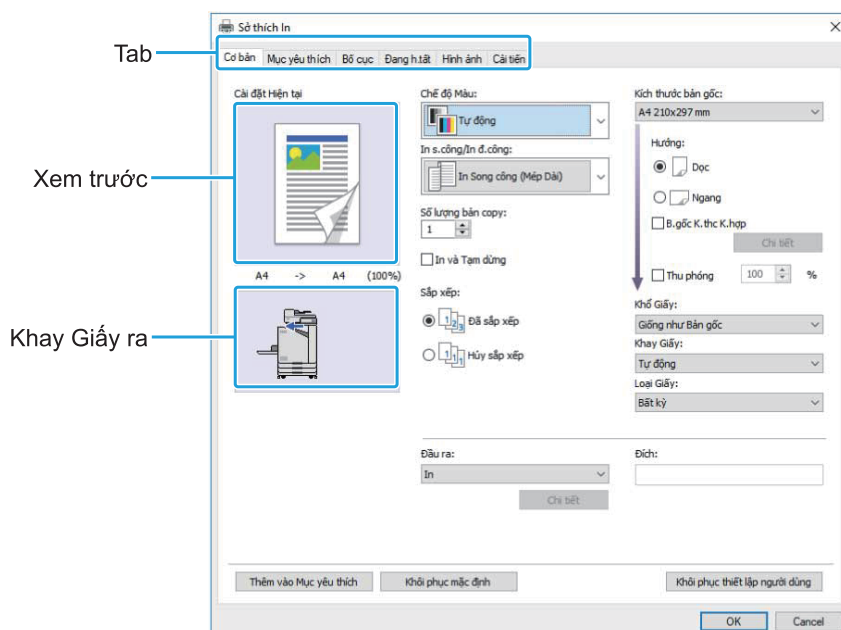 Sở thích In
Tab
Cơ bản Mục yêu thích Bố cục Đang h.tất Hình ảnh Cải tiến
Cài đặt Hiện tại
Xem trước
A4 -> A4 (100%)
Khay Giấy ra
Chế độ Màu:
Tự động
In s.công/In đ.công:
In Song công (Mép Dài)
Số lượng bản copy:
1
In và Tạm dừng
Sắp xếp:
1 2 3 Đã sắp xếp
1 1 1 Hủy sắp xếp
Kích thước bản gốc:
A4 210x297 mm
Hướng:
Dọc
Ngang
B.gốc K.thc K.hợp
Chi tiết
Thu phóng 100 %
Khổ Giấy:
Giống như Bản gốc
Khay Giấy:
Tự động
Loại Giấy:
Bất kỳ
Đầu ra:
In
Chi tiết
Đích:
Thêm vào Mục yêu thích
Khôi phục mặc định
Khôi phục thiết lập người dùng
OK
Cancel